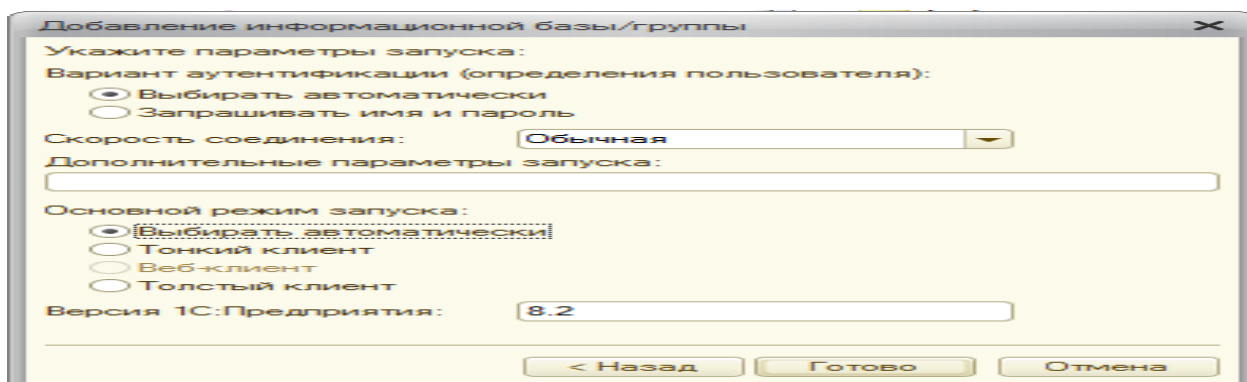 Добавление информационной базы/группы
Укажите параметры запуска:
Вариант аутентификации (определения пользователя):
Выбирать автоматически
Запрашивать имя и пароль
Скорость соединения: Обычная
Дополнительные параметры запуска:
Основной режим запуска:
Выбирать автоматически
Тонкий клиент
Веб-клиент
Толстый клиент
Версия 1С:Предприятия: 8.2
< Назад Готово Отмена